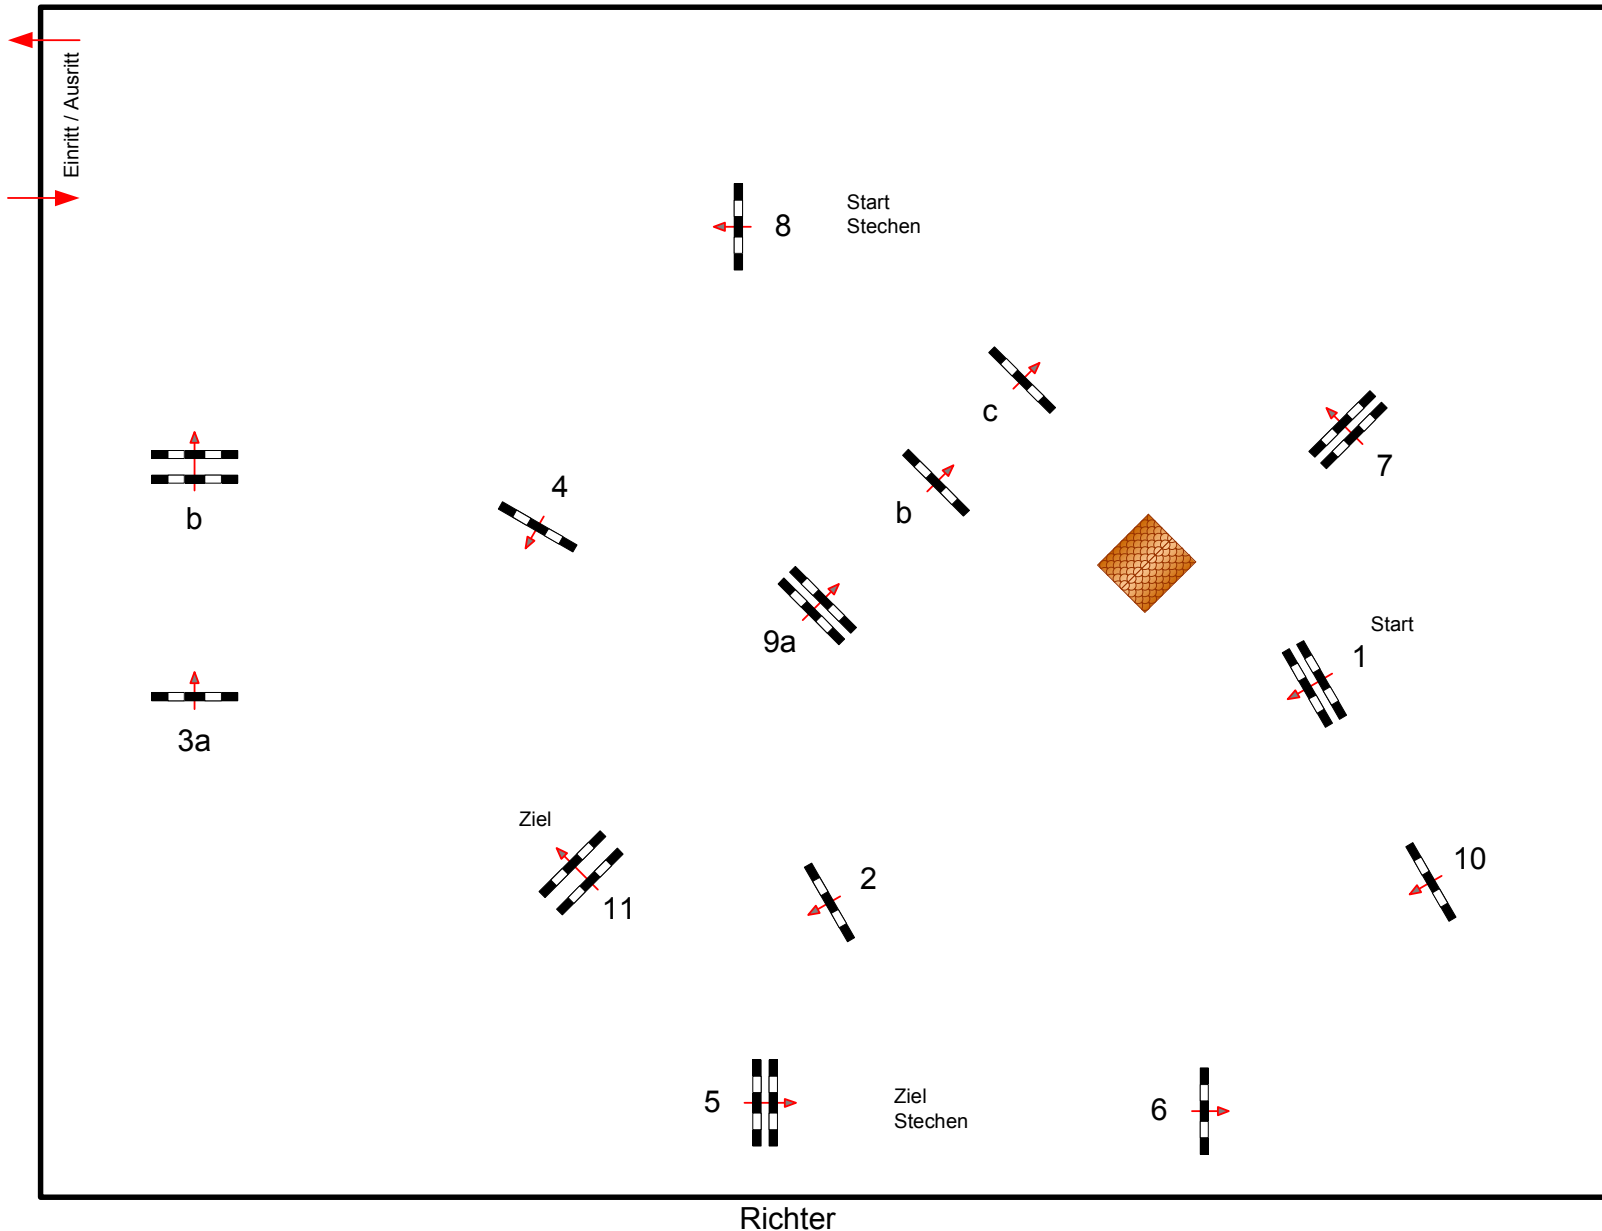 Einritt / Ausritt
8
Start
Stechen
c
7
b
4
b
9a
Start
1
3a
Ziel
11
2
10
5
Ziel
Stechen
6
Richter